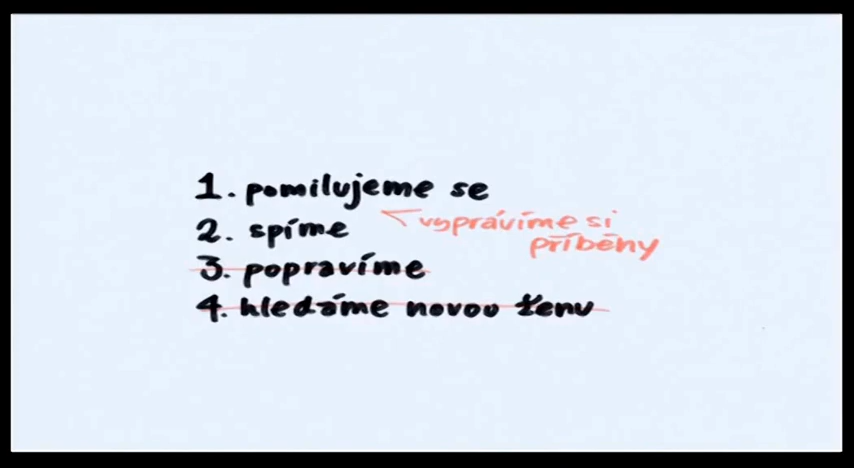 1. pomilujeme se
2. spíme
vyprávíme si
příběhy
3. popravíme
4. hledáme novou ženu